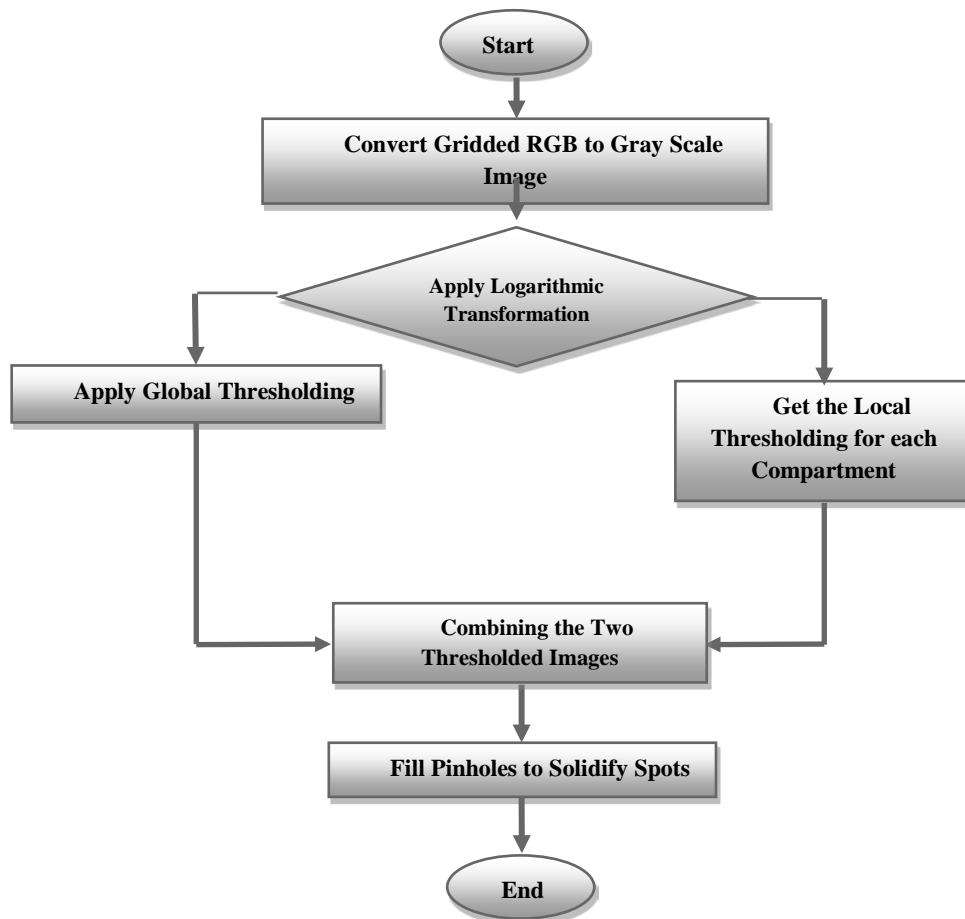 Start
Convert Gridded RGB to Gray Scale
Image
Apply Logarithmic
Transformation
Apply Global Thresholding
Get the Local
Thresholding for each
Compartment
Combining the Two
Thresholded Images
Fill Pinholes to Solidify Spots
End